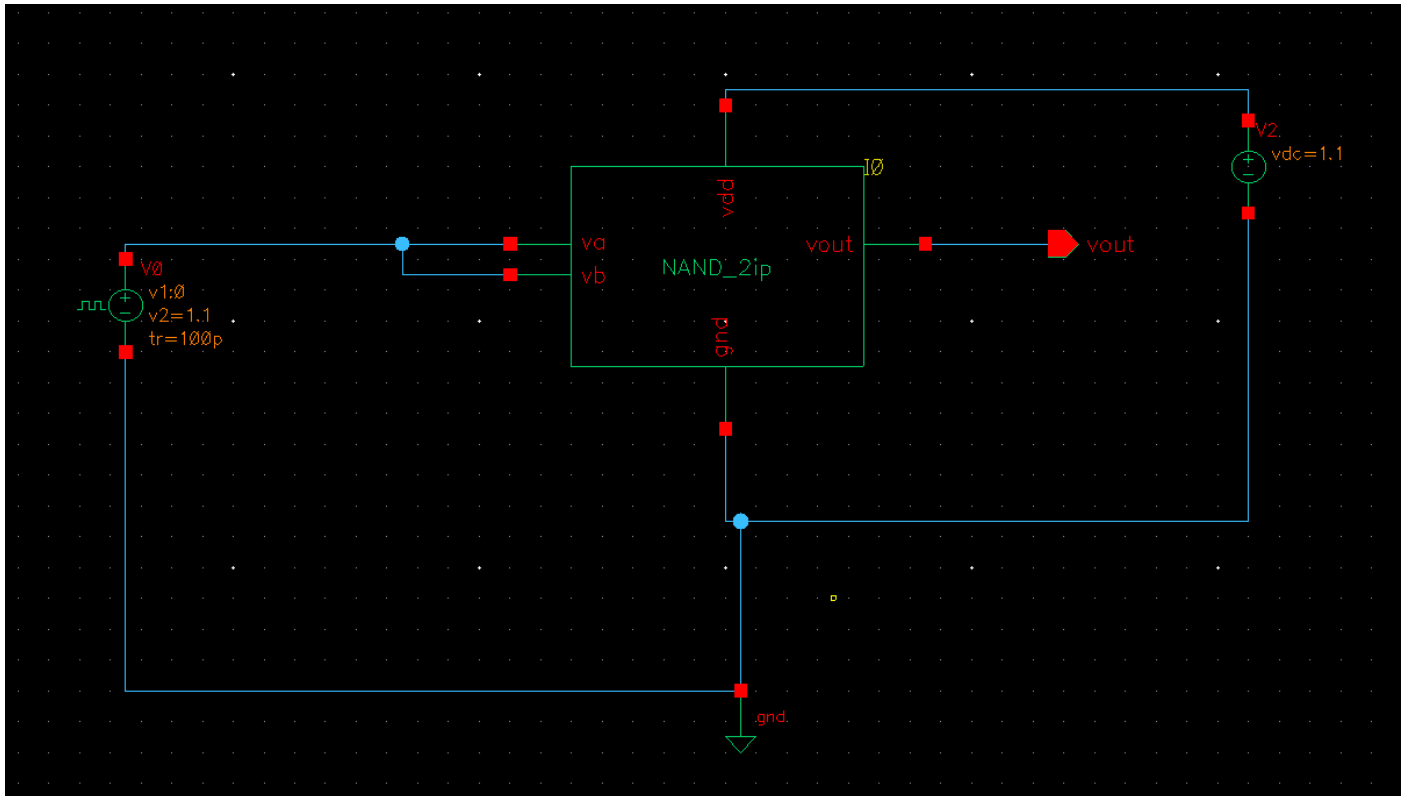 V2
vdc=1.1
I0
vdd
va
vout
vout
vb
NAND_2ip
V0
v1:0
v2=1.1
tr=100p
gnd
gnd